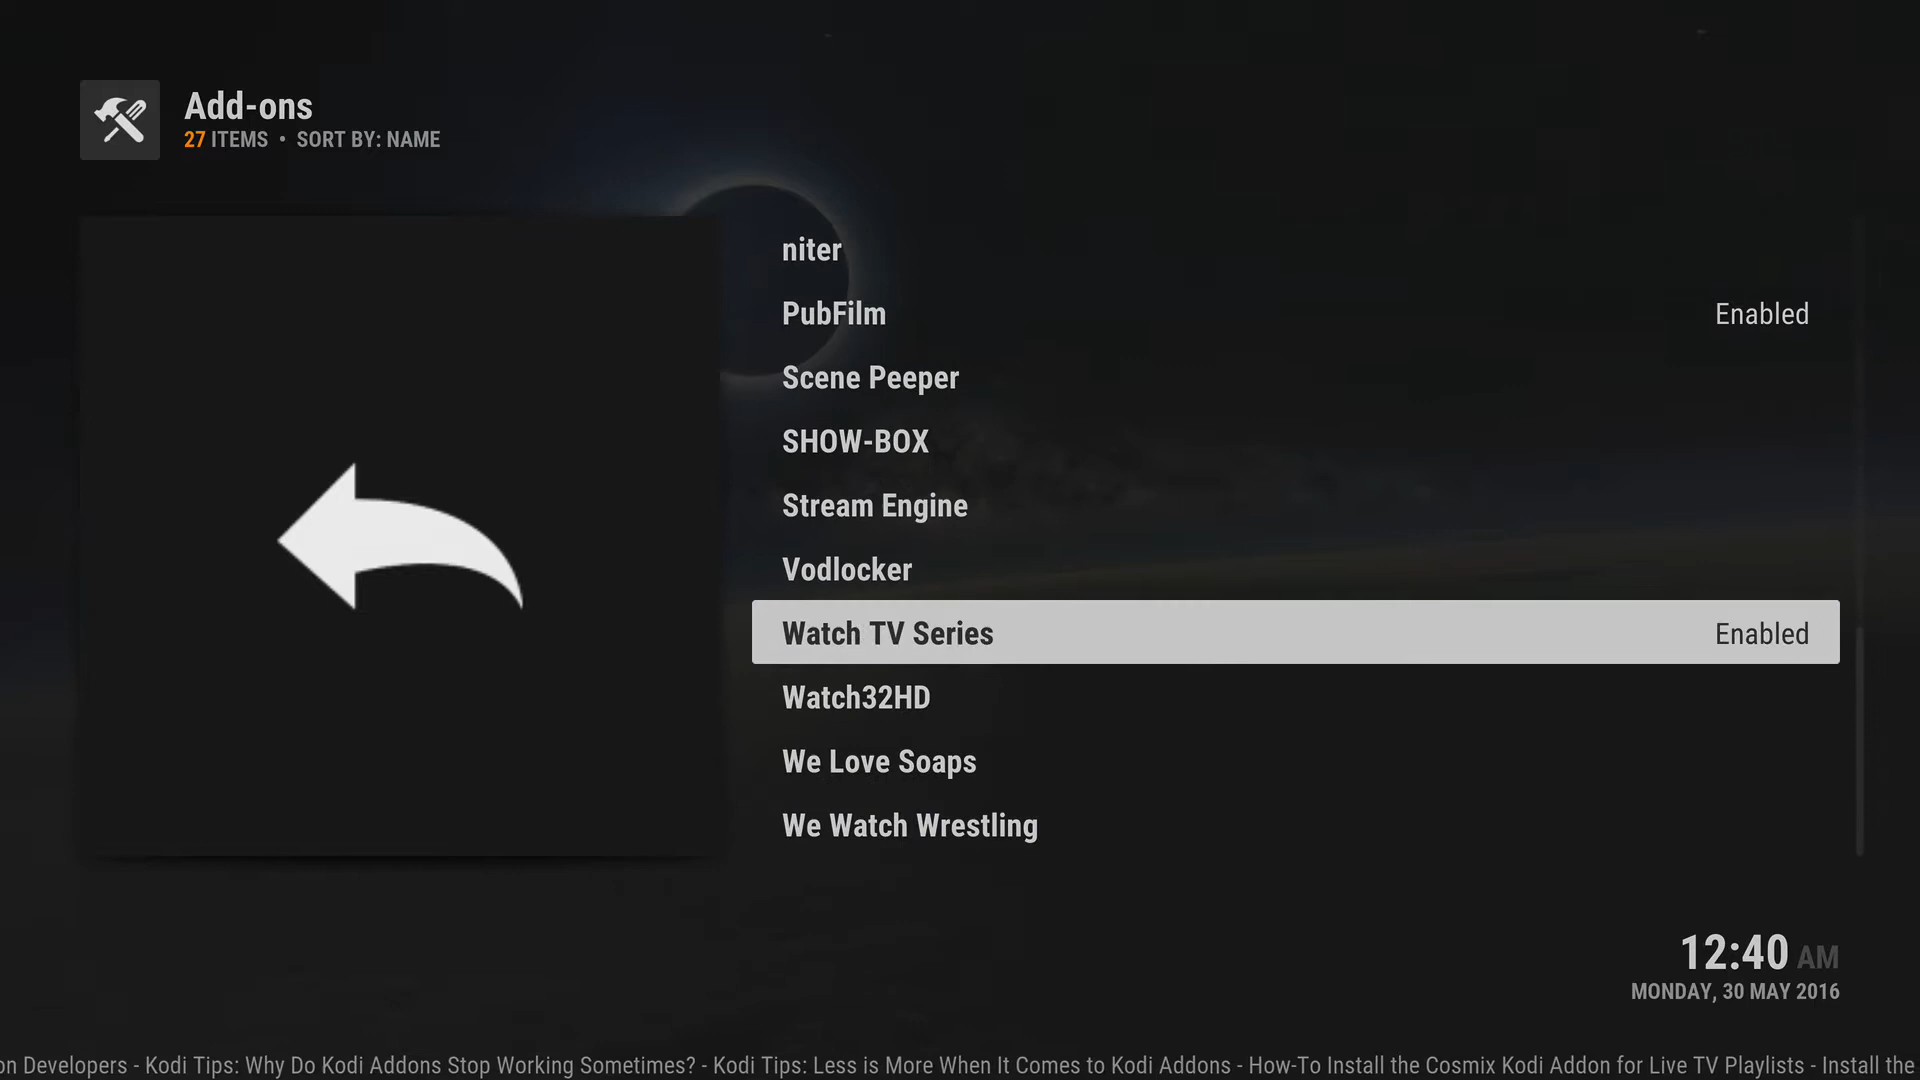 Add-ons
27 ITEMS • SORT BY: NAME
niter
PubFilm Enabled
Scene Peeper
SHOW-BOX
Stream Engine
Vodlocker
Watch TV Series Enabled
Watch32HD
We Love Soaps
We Watch Wrestling
12:40 AM
MONDAY, 30 MAY 2016
on Developers - Kodi Tips: Why Do Kodi Addons Stop Working Sometimes? - Kodi Tips: Less is More When It Comes to Kodi Addons - How-To Install the Cosmix Kodi Addon for Live TV Playlists - Install the